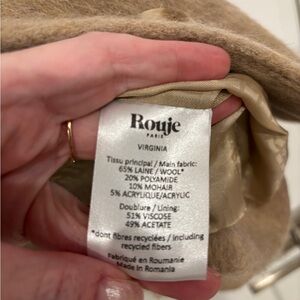 Rouje
PARIS
VIRGINIA
Tissu principal / Main fabric:
65% LAINE / WOOL*
20% POLYAMIDE
10% MOHAIR
5% ACRYLIQUE/ACRYLIC
Doublure / Lining:
51% VISCOSE
49% ACETATE
*dont fibres recyclées / including
recycled fibers
Fabriqué en Roumanie
Made in Romania